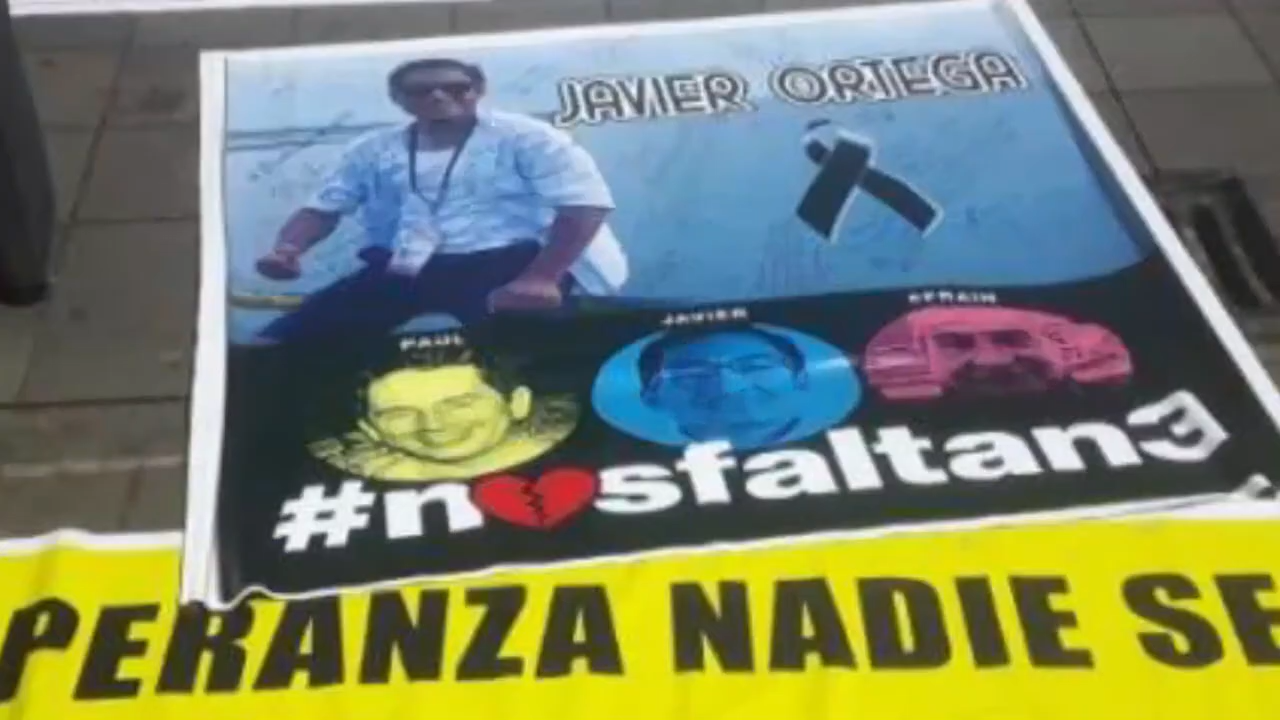 JAVIER ORTEGA
PAUL
JAVIER
EFRAIN
#nosfaltan3
PERANZA NADIE SE